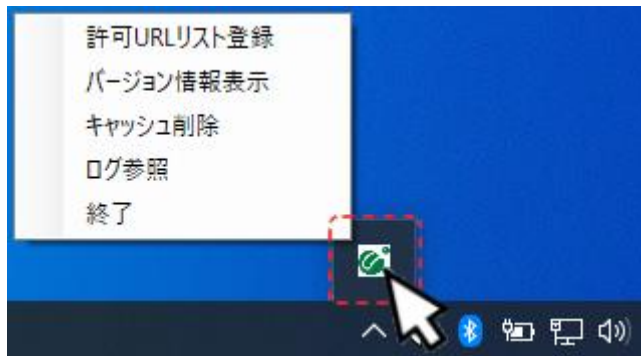 許可URLリスト登録
バージョン情報表示
キャッシュ削除
ログ参照
終了